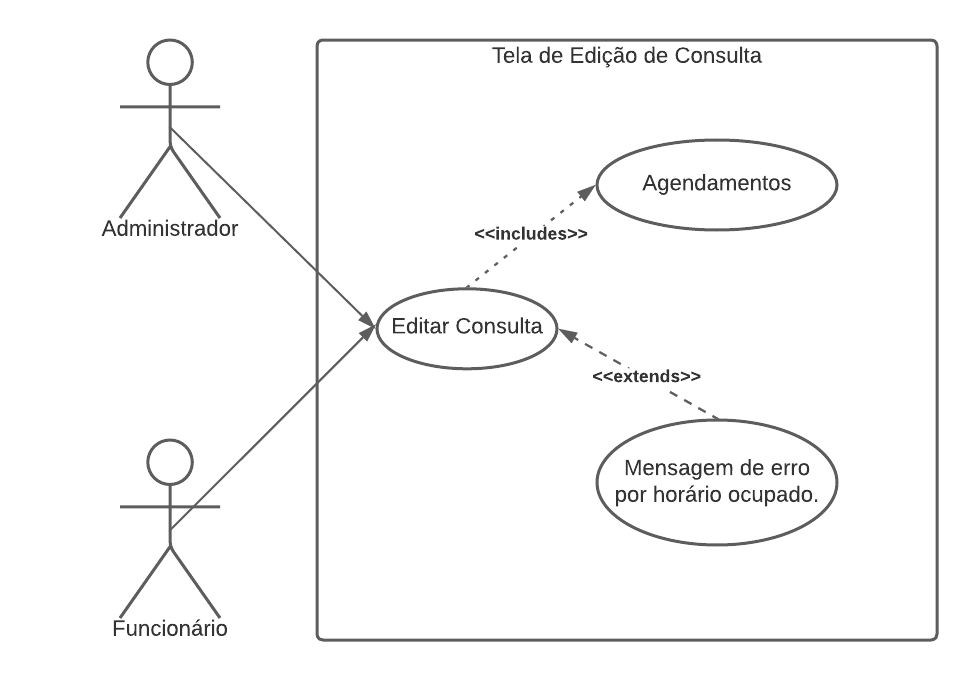 Tela de Edição de Consulta
Agendamentos
Administrador
<<includes>>
Editar Consulta
<<extends>>
Mensagem de erro
por horário ocupado.
Funcionário